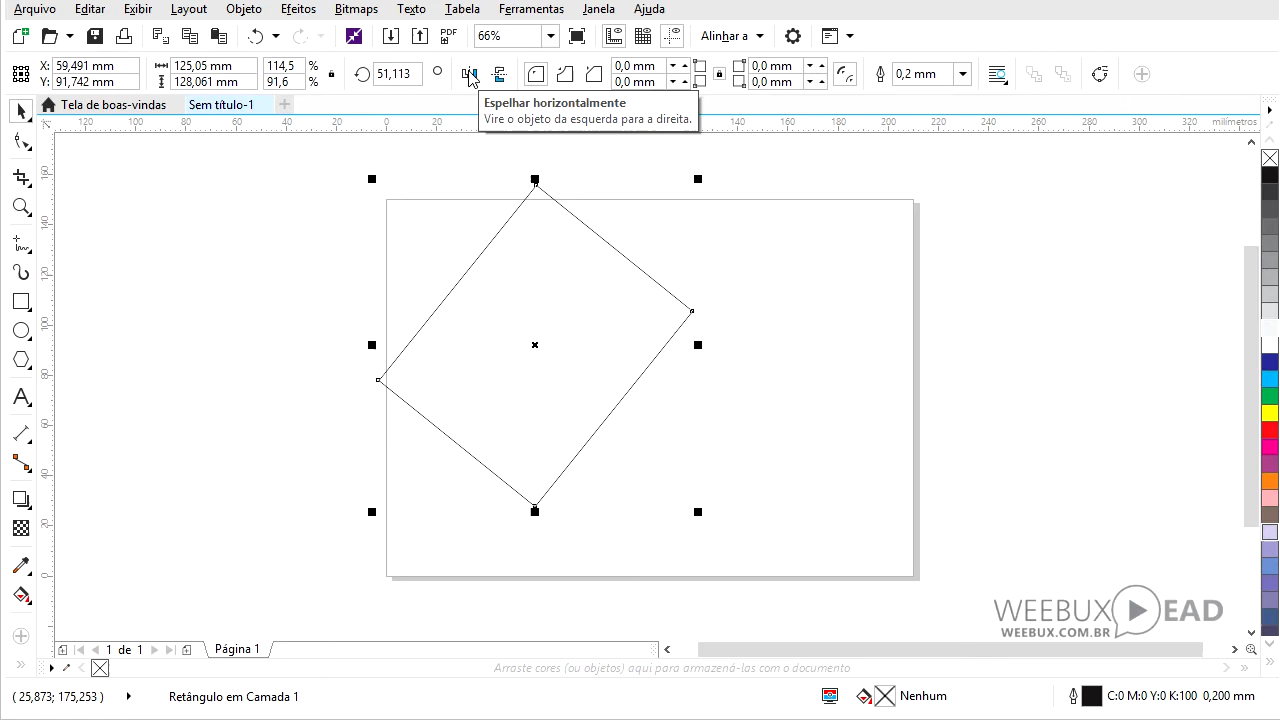 Arquivo Editar Exibir Layout Objeto Efeitos Bitmaps Texto Tabela Ferramentas Janela Ajuda
PDF 66% Alinhar a
X: 59,491 mm 125,05 mm 114,5 % 51,113 0,0 mm 0,0 mm 0,2 mm
Y: 91,742 mm 128,061 mm 91,6 % 0,0 mm 0,0 mm
Tela de boas-vindas Sem título-1
Espelhar horizontalmente
Vire o objeto da esquerda para a direita.
120 100 80 60 40 20 0 20 140 160 180 200 220 240 260 280 300 320 milímetros
160
140
120
100
80
60
40
20
0
WEEBUX EAD
WEEBUX.COM.BR
1 de 1 Página 1
Arraste cores (ou objetos) aqui para armazená-las com o documento
( 25,873; 175,253 ) Retângulo em Camada 1 Nenhum C:0 M:0 Y:0 K:100 0,200 mm